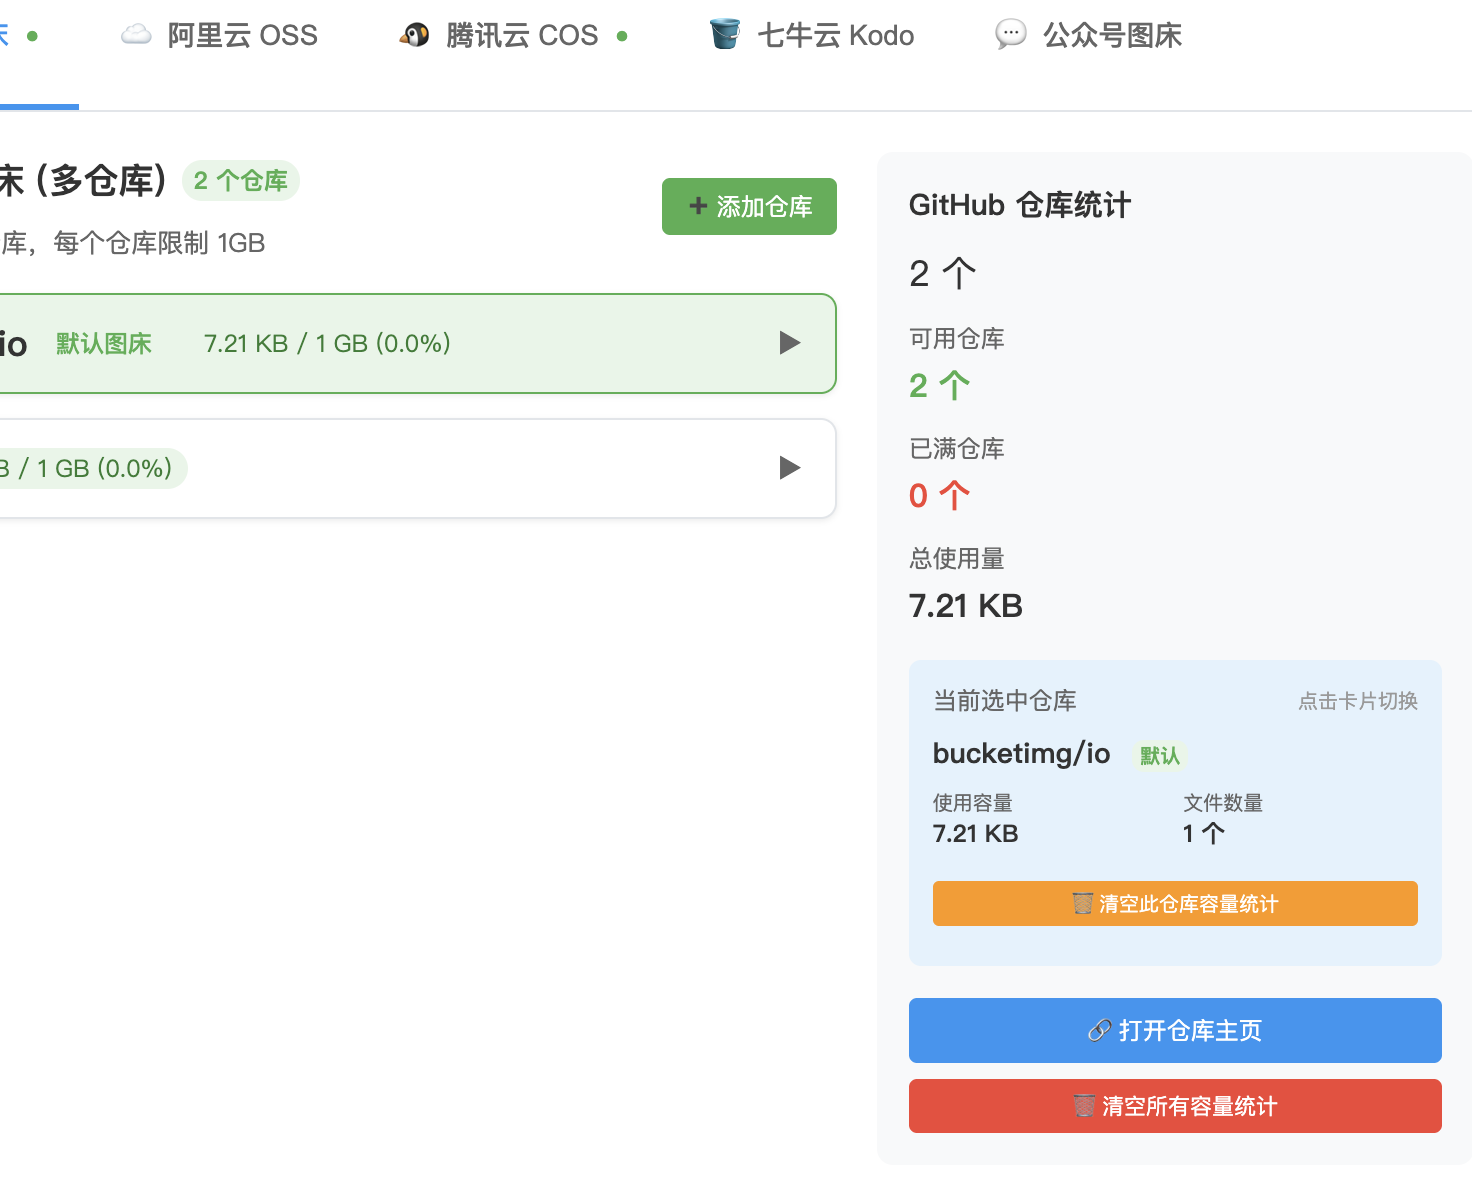 阿里云 OSS
腾讯云 COS
七牛云 Kodo
公众号图床
床 (多仓库) 2 个仓库
添加仓库
库，每个仓库限制 1GB
io 默认图床 7.21 KB / 1 GB (0.0%)
B / 1 GB (0.0%)
GitHub 仓库统计
2 个
可用仓库
2 个
已满仓库
0 个
总使用量
7.21 KB
当前选中仓库 点击卡片切换
bucketimg/io 默认
使用容量 文件数量
7.21 KB 1 个
清空此仓库容量统计
打开仓库主页
清空所有容量统计